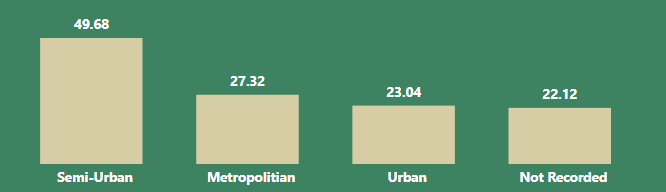 49.68
27.32
23.04
22.12
Semi-Urban
Metropolitian
Urban
Not Recorded